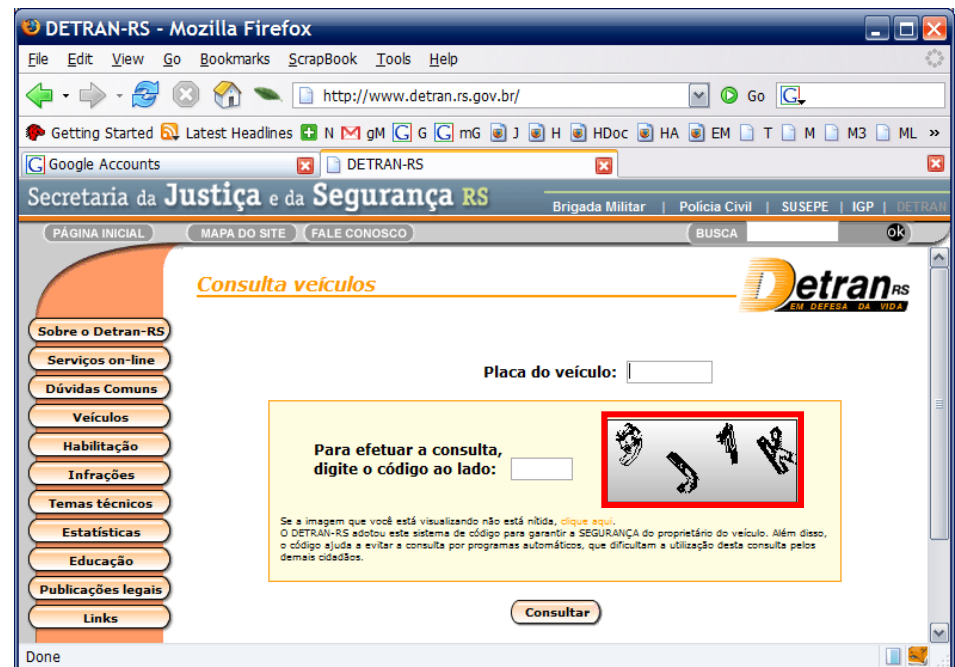 DETRAN-RS - Mozilla Firefox
File Edit View Go Bookmarks ScrapBook Tools Help
http://www.detran.rs.gov.br/ Go G
Getting Started Latest Headlines N gM G G G mG J H HDoc HA EM T M M3 ML »
G Google Accounts DETRAN-RS
Secretaria da Justiça e da Segurança RS
Brigada Militar | Polícia Civil | SUSEPE | IGP | DETRAN
PÁGINA INICIAL MAPA DO SITE FALE CONOSCO BUSCA ok
Consulta veículos
Detran RS
EM DEFESA DA VIDA
Sobre o Detran-RS
Serviços on-line
Dúvidas Comuns
Veículos
Habilitação
Infrações
Temas técnicos
Estatísticas
Educação
Publicações legais
Links
Placa do veículo:
Para efetuar a consulta,
digite o código ao lado:
Se a imagem que você está visualizando não está nítida, clique aqui.
O DETRAN-RS adotou este sistema de código para garantir a SEGURANÇA do proprietário do veículo. Além disso,
o código ajuda a evitar a consulta por programas automáticos, que dificultam a utilização desta consulta pelos
demais cidadãos.
Consultar
Done